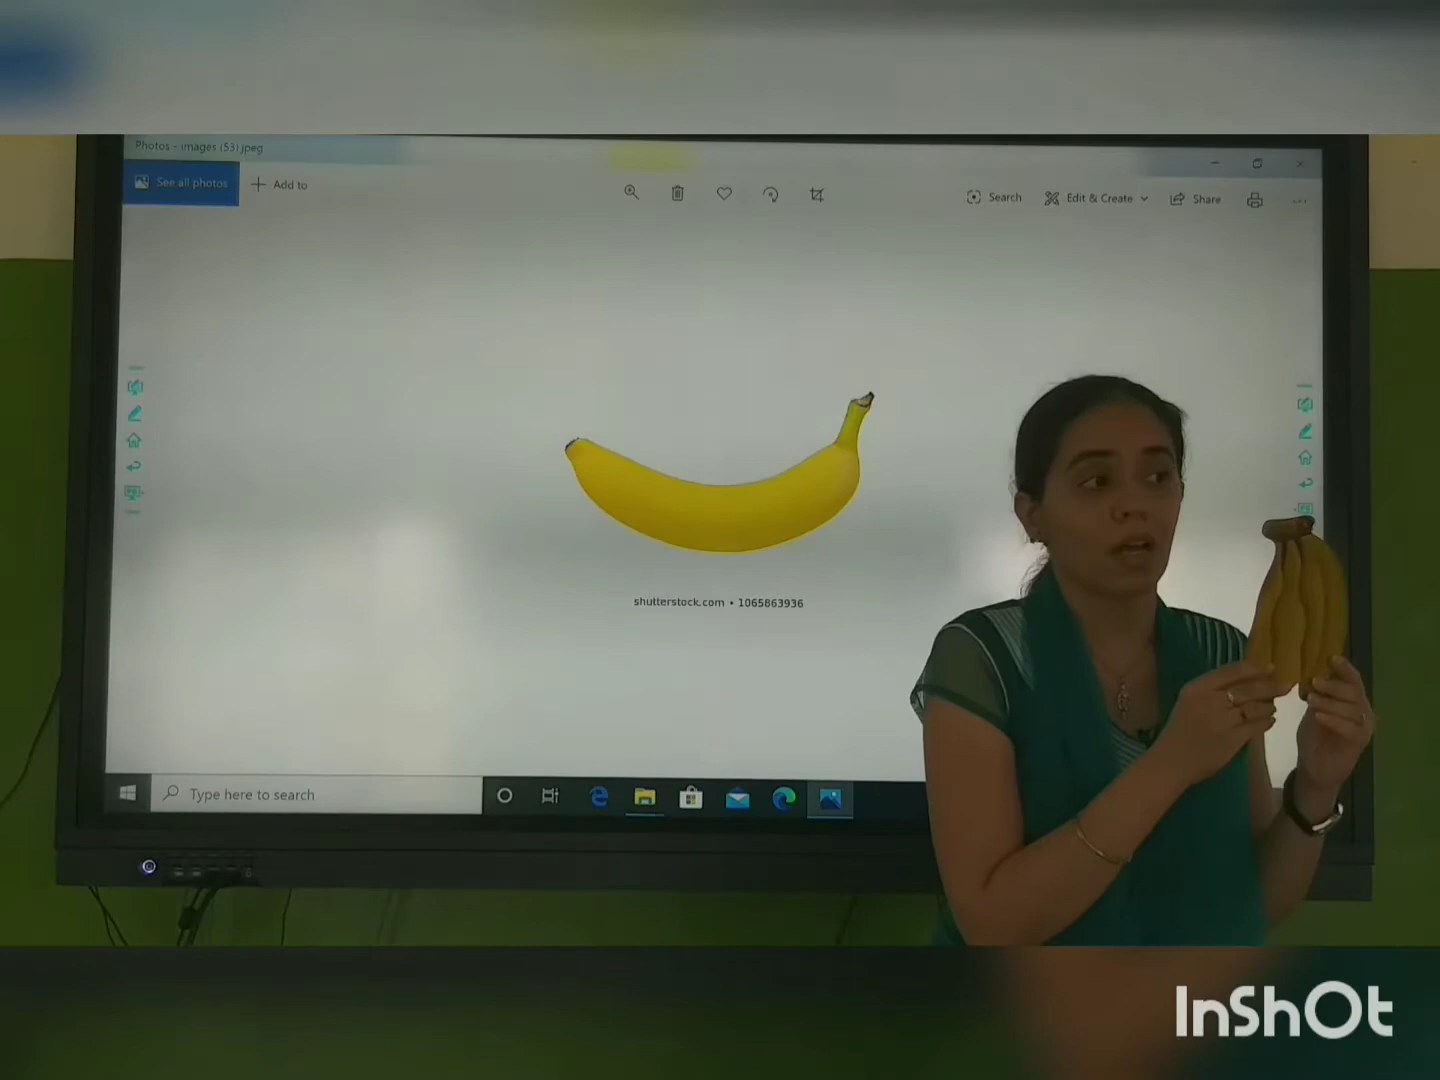 Photos - images (53).jpeg
See all photos
Add to
Search
Edit & Create
Share
shutterstock.com • 1065863936
Type here to search
InShOt